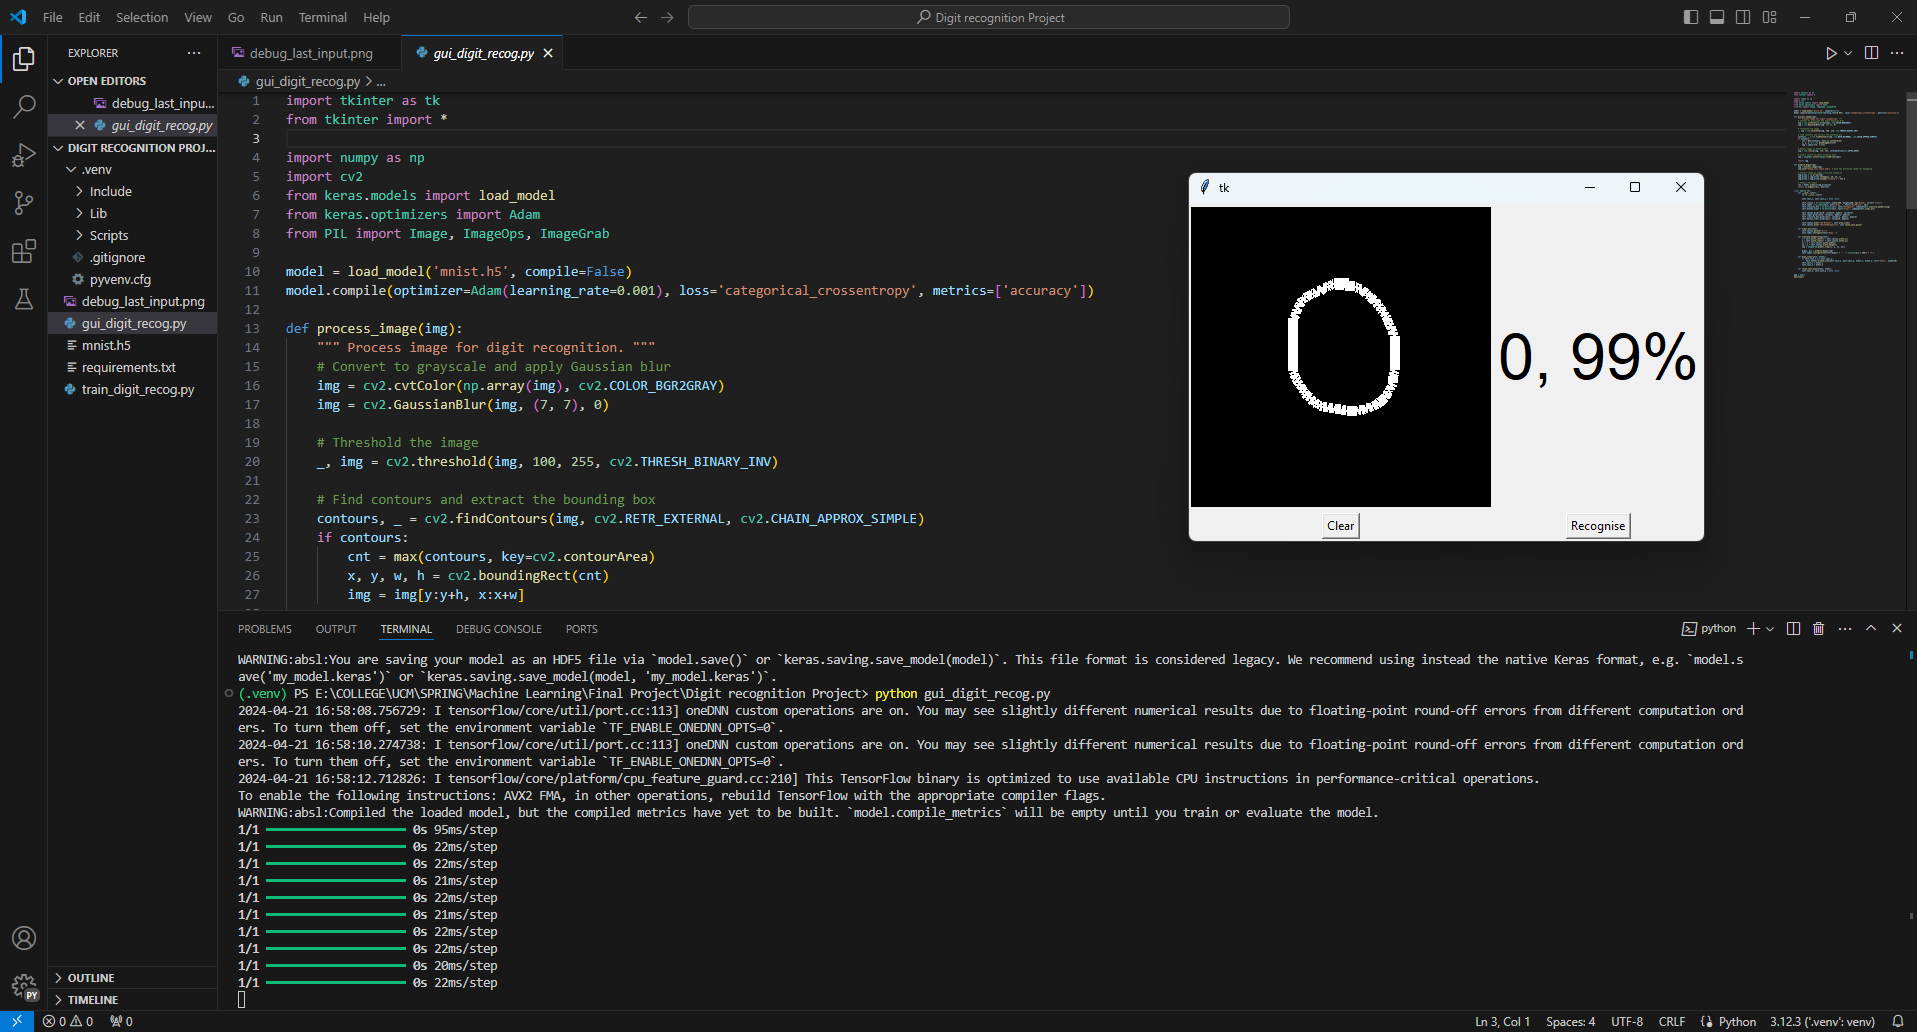 File Edit Selection View Go Run Terminal Help
Digit recognition Project
EXPLORER
OPEN EDITORS
debug_last_inpu...
gui_digit_recog.py
DIGIT RECOGNITION PROJ...
.venv
Include
Lib
Scripts
.gitignore
pyvenv.cfg
debug_last_input.png
gui_digit_recog.py
mnist.h5
requirements.txt
train_digit_recog.py
OUTLINE
TIMELINE
debug_last_input.png gui_digit_recog.py
gui_digit_recog.py > ...
1 import tkinter as tk
2 from tkinter import *
3
4 import numpy as np
5 import cv2
6 from keras.models import load_model
7 from keras.optimizers import Adam
8 from PIL import Image, ImageOps, ImageGrab
9
10 model = load_model('mnist.h5', compile=False)
11 model.compile(optimizer=Adam(learning_rate=0.001), loss='categorical_crossentropy', metrics=['accuracy'])
12
13 def process_image(img):
14 """ Process image for digit recognition. """
15 # Convert to grayscale and apply Gaussian blur
16 img = cv2.cvtColor(np.array(img), cv2.COLOR_BGR2GRAY)
17 img = cv2.GaussianBlur(img, (7, 7), 0)
18
19 # Threshold the image
20 _, img = cv2.threshold(img, 100, 255, cv2.THRESH_BINARY_INV)
21
22 # Find contours and extract the bounding box
23 contours, _ = cv2.findContours(img, cv2.RETR_EXTERNAL, cv2.CHAIN_APPROX_SIMPLE)
24 if contours:
25 cnt = max(contours, key=cv2.contourArea)
26 x, y, w, h = cv2.boundingRect(cnt)
27 img = img[y:y+h, x:x+w]
tk
0
0, 99%
Clear Recognise
PROBLEMS OUTPUT TERMINAL DEBUG CONSOLE PORTS
python
WARNING:absl:You are saving your model as an HDF5 file via `model.save()` or `keras.saving.save_model(model)`. This file format is considered legacy. We recommend using instead the native Keras format, e.g. `model.s
ave('my_model.keras')` or `keras.saving.save_model(model, 'my_model.keras')`.
(.venv) PS E:\COLLEGE\UCM\SPRING\Machine Learning\Final Project\Digit recognition Project> python gui_digit_recog.py
2024-04-21 16:58:08.756729: I tensorflow/core/util/port.cc:113] oneDNN custom operations are on. You may see slightly different numerical results due to floating-point round-off errors from different computation ord
ers. To turn them off, set the environment variable `TF_ENABLE_ONEDNN_OPTS=0`.
2024-04-21 16:58:10.274738: I tensorflow/core/util/port.cc:113] oneDNN custom operations are on. You may see slightly different numerical results due to floating-point round-off errors from different computation ord
ers. To turn them off, set the environment variable `TF_ENABLE_ONEDNN_OPTS=0`.
2024-04-21 16:58:12.712826: I tensorflow/core/platform/cpu_feature_guard.cc:210] This TensorFlow binary is optimized to use available CPU instructions in performance-critical operations.
To enable the following instructions: AVX2 FMA, in other operations, rebuild TensorFlow with the appropriate compiler flags.
WARNING:absl:Compiled the loaded model, but the compiled metrics have yet to be built. `model.compile_metrics` will be empty until you train or evaluate the model.
1/1 0s 95ms/step
1/1 0s 22ms/step
1/1 0s 22ms/step
1/1 0s 21ms/step
1/1 0s 22ms/step
1/1 0s 21ms/step
1/1 0s 22ms/step
1/1 0s 22ms/step
1/1 0s 20ms/step
1/1 0s 22ms/step
PY
0 0 0 Ln 3, Col 1 Spaces: 4 UTF-8 CRLF Python 3.12.3 ('.venv': venv)